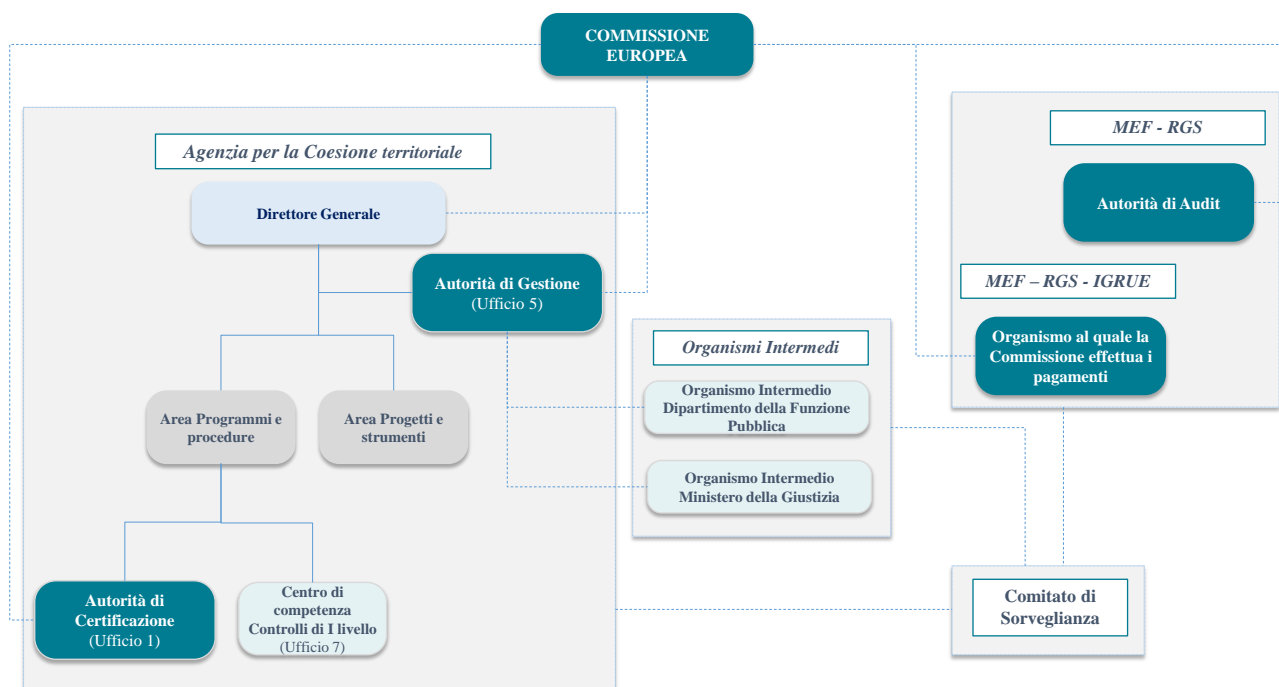 COMMISSIONE
EUROPEA
MEF - RGS
Agenzia per la Coesione territoriale
Autorità di Audit
Direttore Generale
Autorità di Gestione
(Ufficio 5)
MEF – RGS - IGRUE
Organismi Intermedi
Organismo al quale la
Commissione effettua i
pagamenti
Organismo Intermedio
Dipartimento della Funzione
Pubblica
Area Programmi e
procedure
Area Progetti e
strumenti
Organismo Intermedio
Ministero della Giustizia
Autorità di
Certificazione
(Ufficio 1)
Centro di
competenza
Controlli di I livello
(Ufficio 7)
Comitato di
Sorveglianza